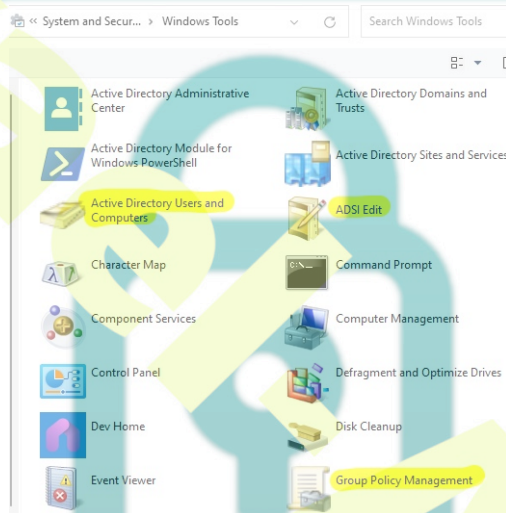 « System and Secur... › Windows Tools
Search Windows Tools
Active Directory Administrative
Center
Active Directory Domains and
Trusts
Active Directory Module for
Windows PowerShell
Active Directory Sites and Services
Active Directory Users and
Computers
ADSI Edit
Character Map
Command Prompt
Component Services
Computer Management
Control Panel
Defragment and Optimize Drives
Dev Home
Disk Cleanup
Event Viewer
Group Policy Management